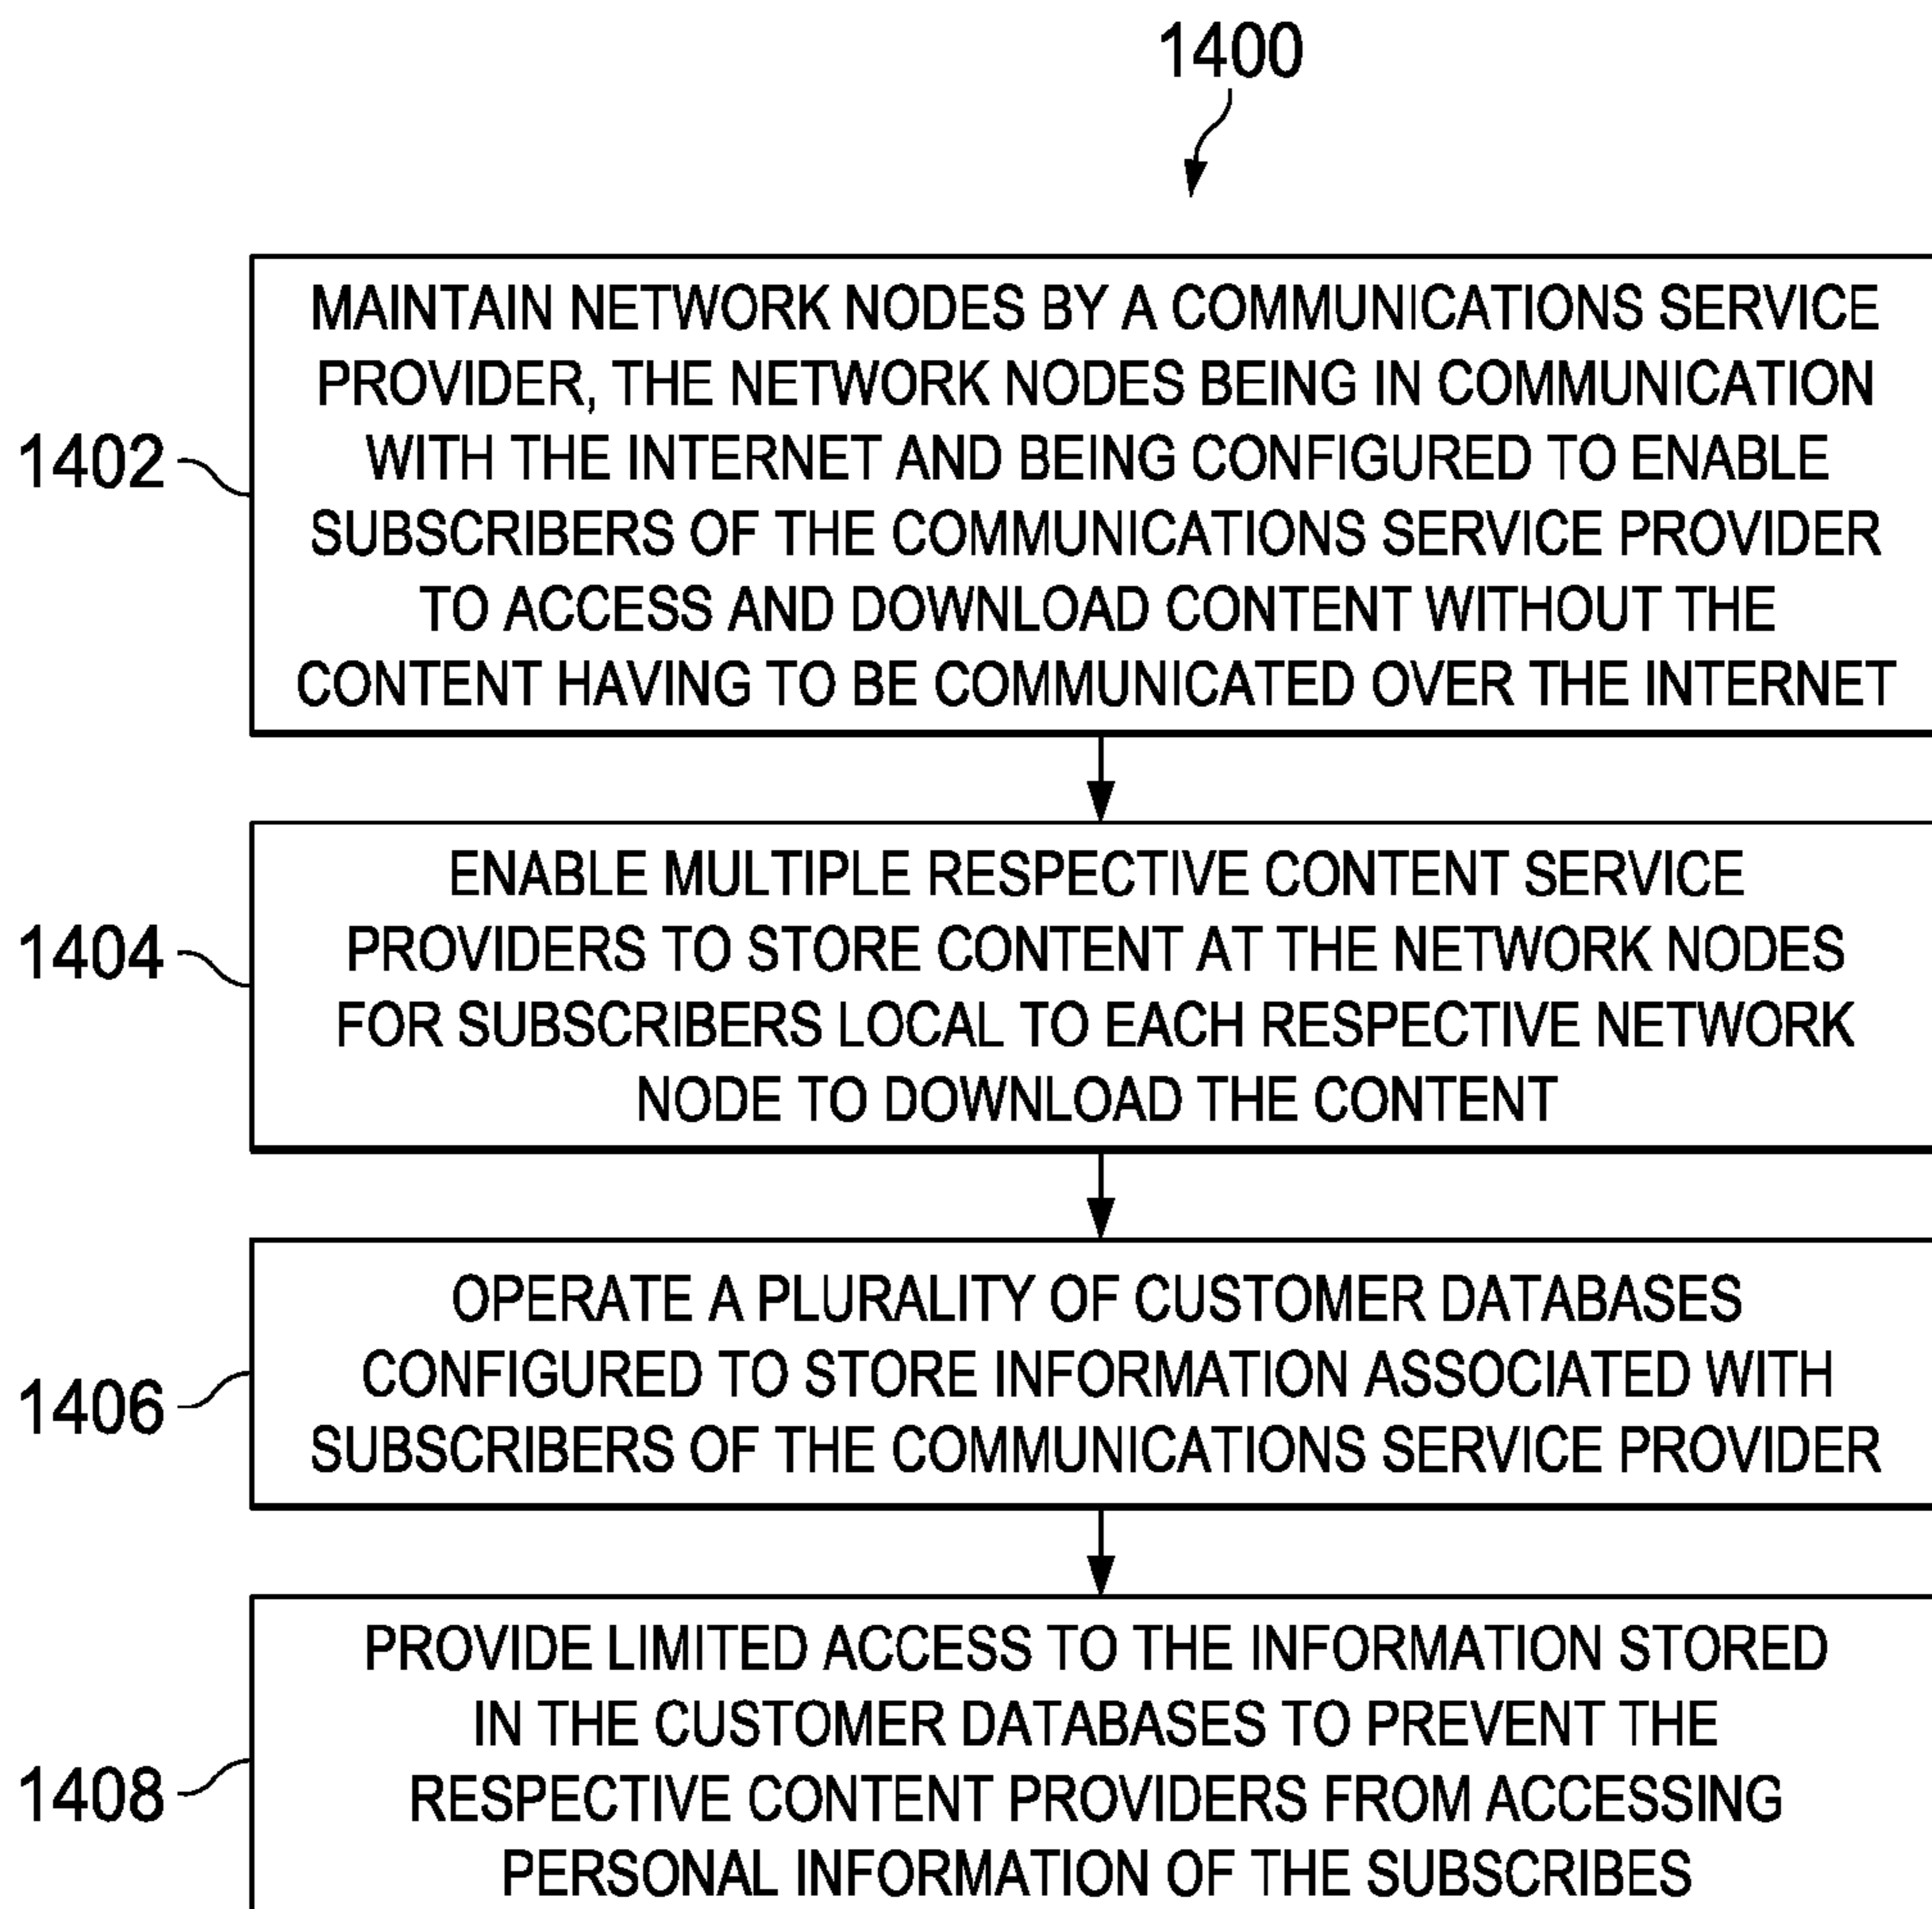 1400
1402
MAINTAIN NETWORK NODES BY A COMMUNICATIONS SERVICE
PROVIDER, THE NETWORK NODES BEING IN COMMUNICATION
WITH THE INTERNET AND BEING CONFIGURED TO ENABLE
SUBSCRIBERS OF THE COMMUNICATIONS SERVICE PROVIDER
TO ACCESS AND DOWNLOAD CONTENT WITHOUT THE
CONTENT HAVING TO BE COMMUNICATED OVER THE INTERNET
1404
ENABLE MULTIPLE RESPECTIVE CONTENT SERVICE
PROVIDERS TO STORE CONTENT AT THE NETWORK NODES
FOR SUBSCRIBERS LOCAL TO EACH RESPECTIVE NETWORK
NODE TO DOWNLOAD THE CONTENT
1406
OPERATE A PLURALITY OF CUSTOMER DATABASES
CONFIGURED TO STORE INFORMATION ASSOCIATED WITH
SUBSCRIBERS OF THE COMMUNICATIONS SERVICE PROVIDER
1408
PROVIDE LIMITED ACCESS TO THE INFORMATION STORED
IN THE CUSTOMER DATABASES TO PREVENT THE
RESPECTIVE CONTENT PROVIDERS FROM ACCESSING
PERSONAL INFORMATION OF THE SUBSCRIBES